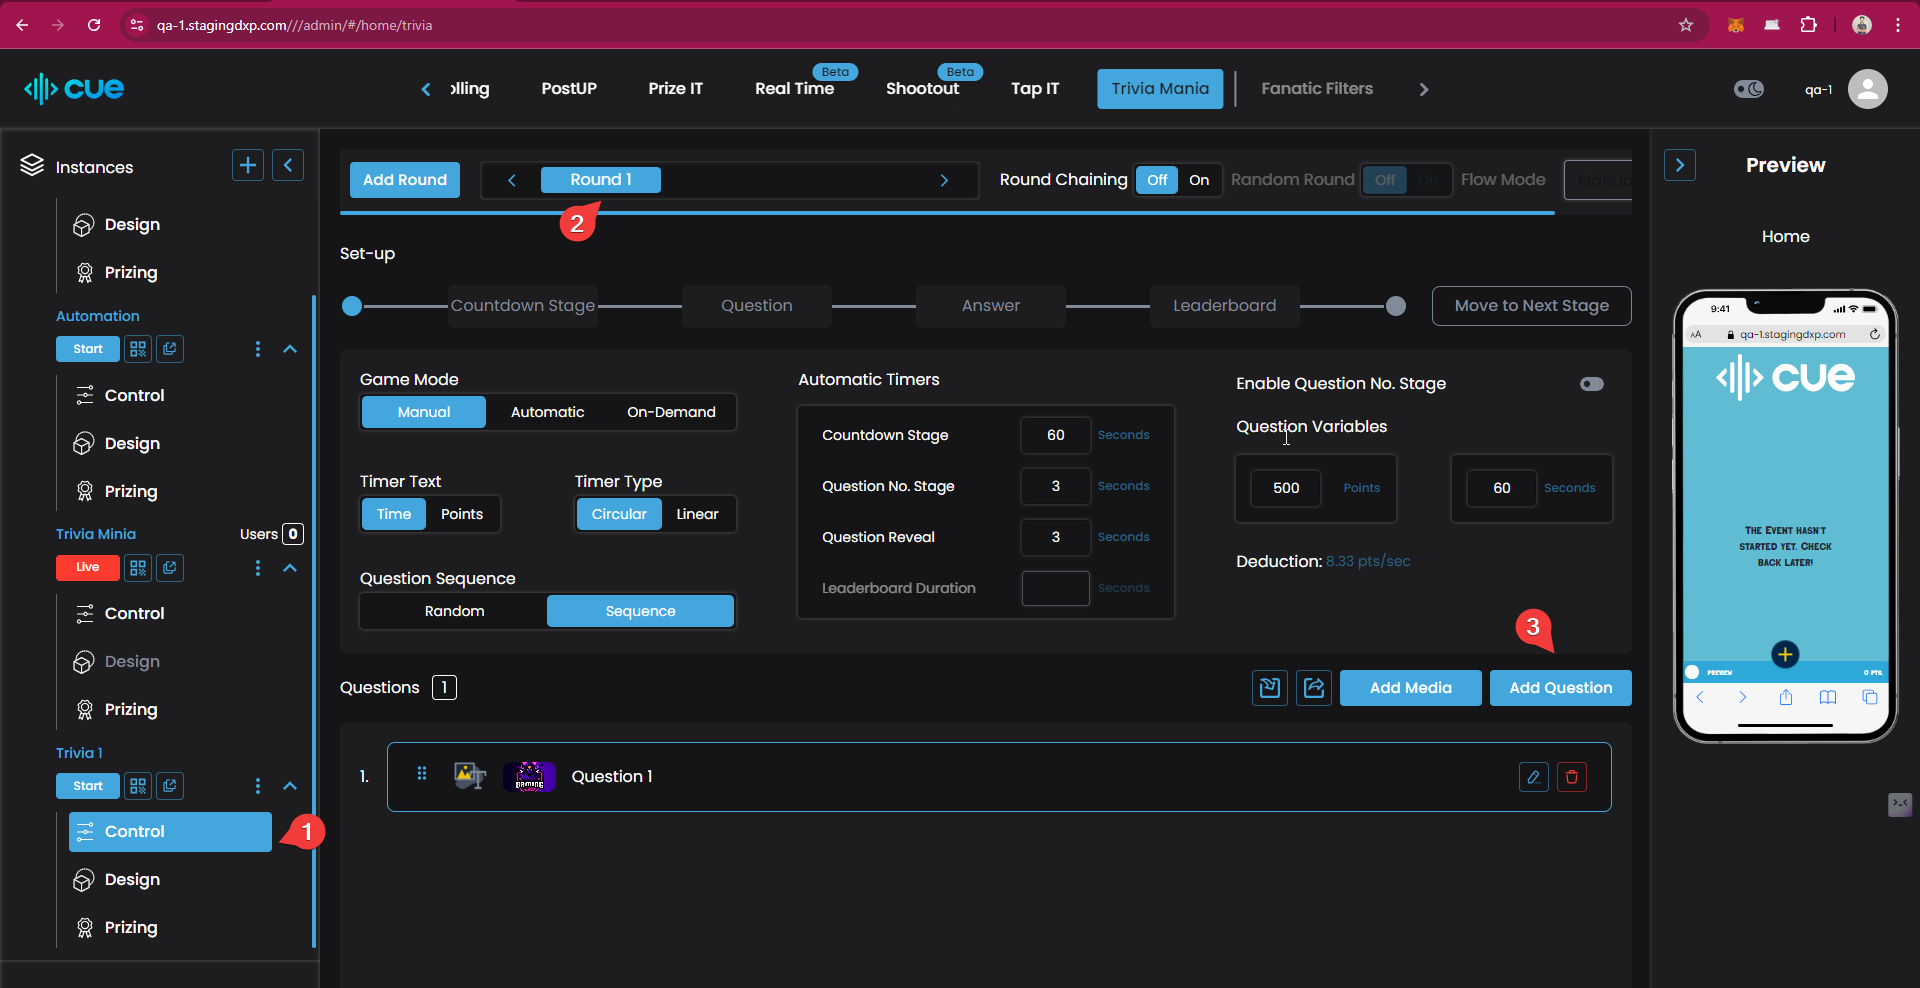 qa-1.stagingdxp.com///admin/#/home/trivia
cue
olling
PostUP
Prize IT
Real Time
Beta
Shootout
Beta
Tap IT
Trivia Mania
Fanatic Filters
qa-1
Instances
Design
Prizing
Automation
Start
Control
Design
Prizing
Trivia Minia
Users 0
Live
Control
Design
Prizing
Trivia 1
Start
Control
1
Design
Prizing
Add Round
Round 1
2
Round Chaining
Off On
Random Round
Off On
Flow Mode
Manua
Set-up
Countdown Stage
Question
Answer
Leaderboard
Move to Next Stage
Game Mode
Manual Automatic On-Demand
Timer Text
Time Points
Timer Type
Circular Linear
Question Sequence
Random Sequence
Automatic Timers
Countdown Stage 60 Seconds
Question No. Stage 3 Seconds
Question Reveal 3 Seconds
Leaderboard Duration Seconds
Enable Question No. Stage
Question Variables
500 Points
60 Seconds
Deduction: 8.33 pts/sec
3
Questions 1
Add Media
Add Question
1.
GAMING
Question 1
Preview
Home
9:41
AA qa-1.stagingdxp.com
cue
The Event hasn't
started yet. Check
back later!
PREVIEW
0 PTS.